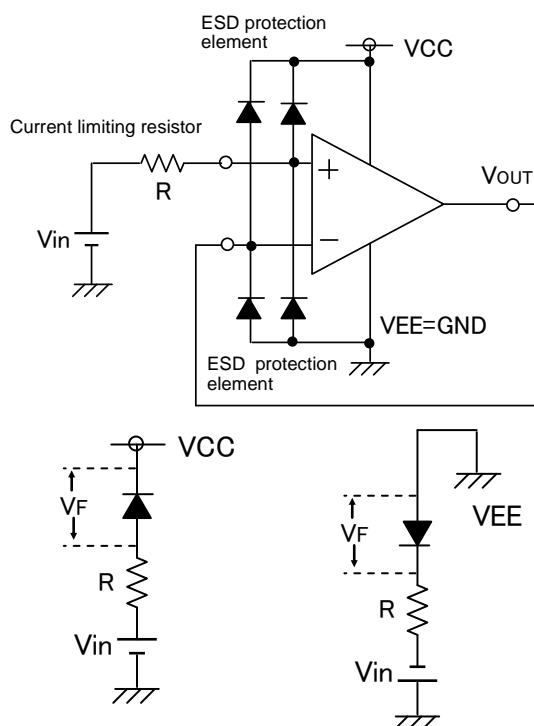 ESD protection
element
VCC
Current limiting resistor
R
Vin
+
−
VOUT
VEE=GND
ESD protection
element
VCC
VF
R
Vin
VEE
VF
R
Vin